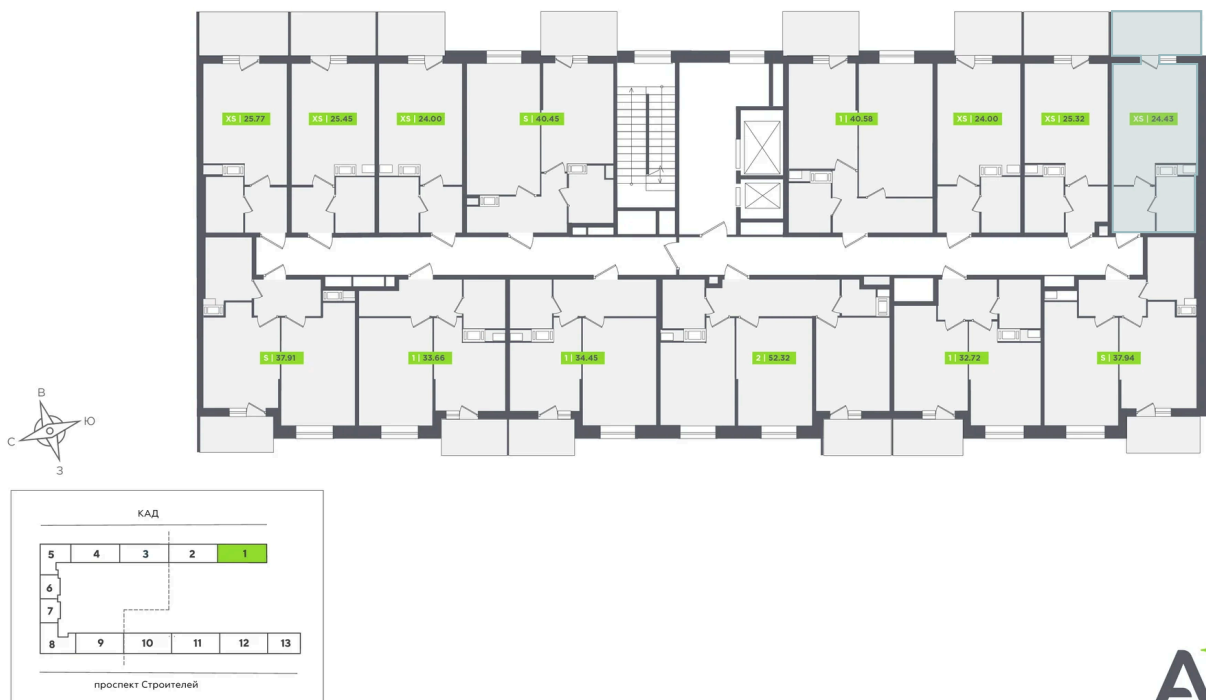 XS | 25.77
XS | 25.45
XS | 24.00
S | 40.45
1 | 40.58
XS | 24.00
XS | 25.32
XS | 24.43
S | 37.91
1 | 33.66
1 | 34.45
2 | 52.32
1 | 32.72
S | 37.94
В
Ю
С
З
КАД
5 4 3 2 1
6
7
8 9 10 11 12 13
проспект Строителей
А